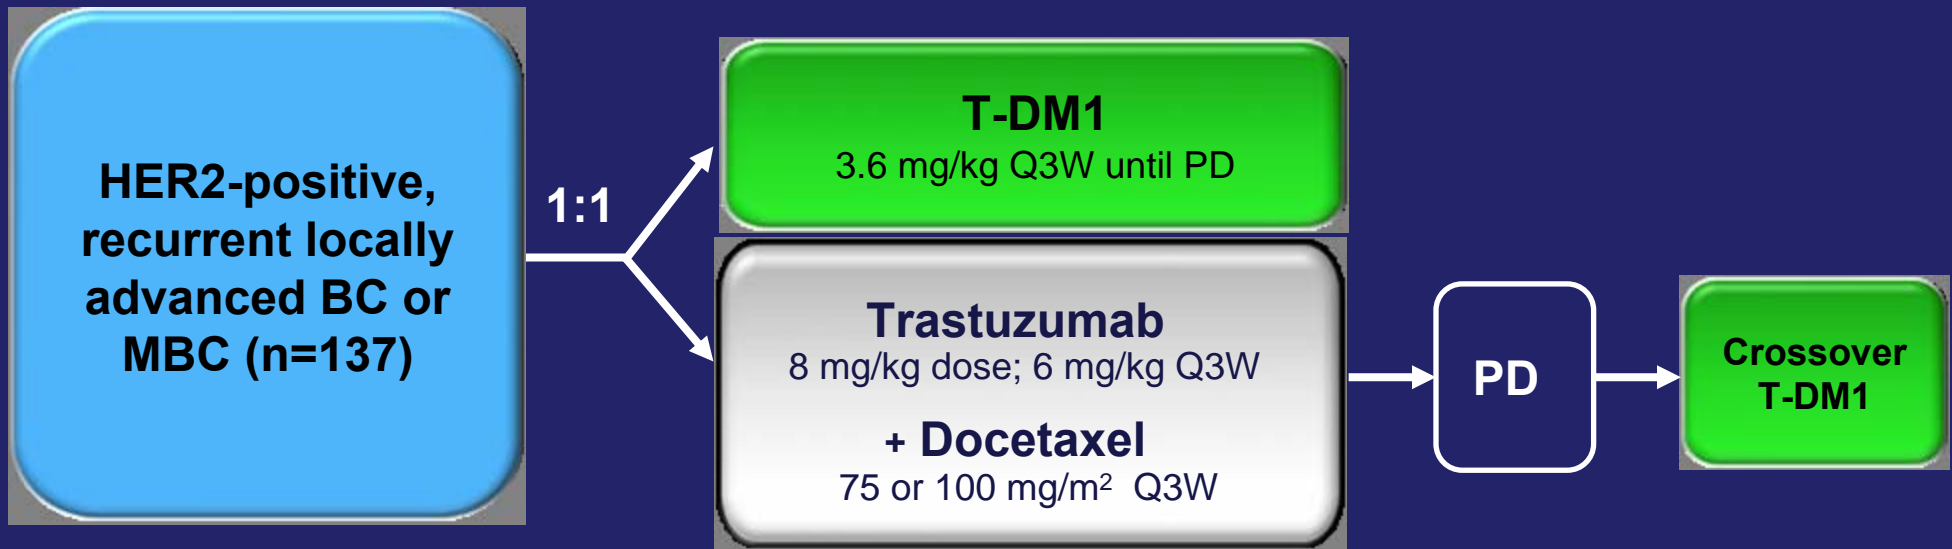 HER2-positive,
recurrent locally
advanced BC or
MBC (n=137)
1:1
T-DM1
3.6 mg/kg Q3W until PD
Trastuzumab
8 mg/kg dose; 6 mg/kg Q3W
+ Docetaxel
75 or 100 mg/m² Q3W
PD
Crossover
T-DM1